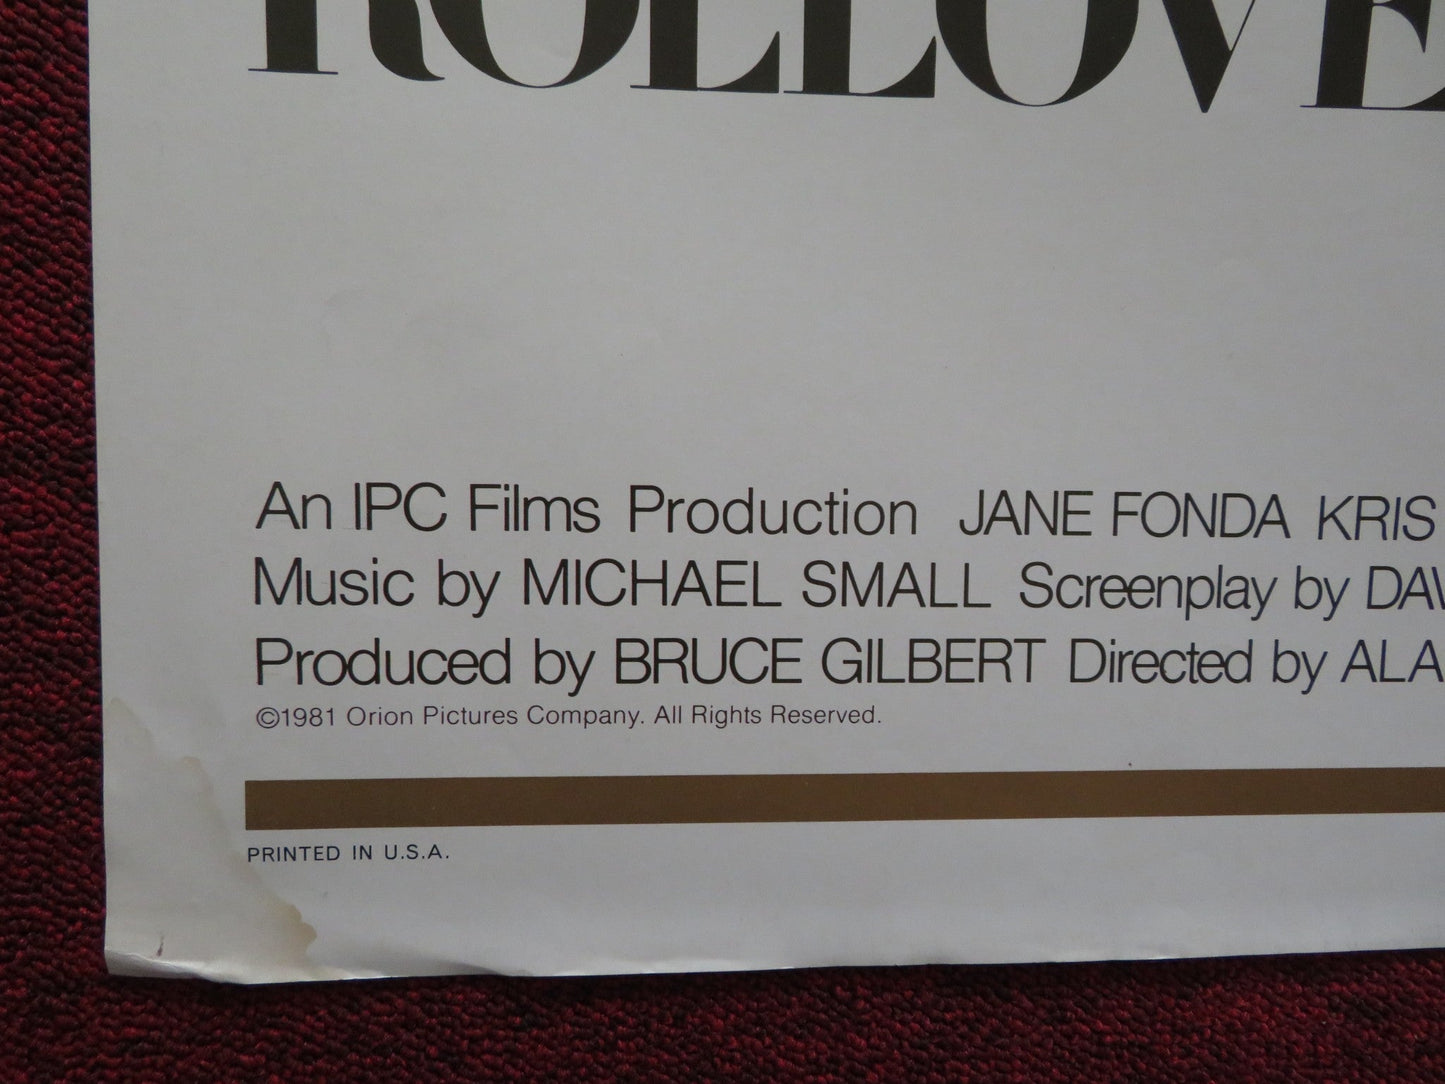 ROLLOVE
An IPC Films Production JANE FONDA KRIS
Music by MICHAEL SMALL Screenplay by DAV
Produced by BRUCE GILBERT Directed by ALA
©1981 Orion Pictures Company. All Rights Reserved.
PRINTED IN U.S.A.